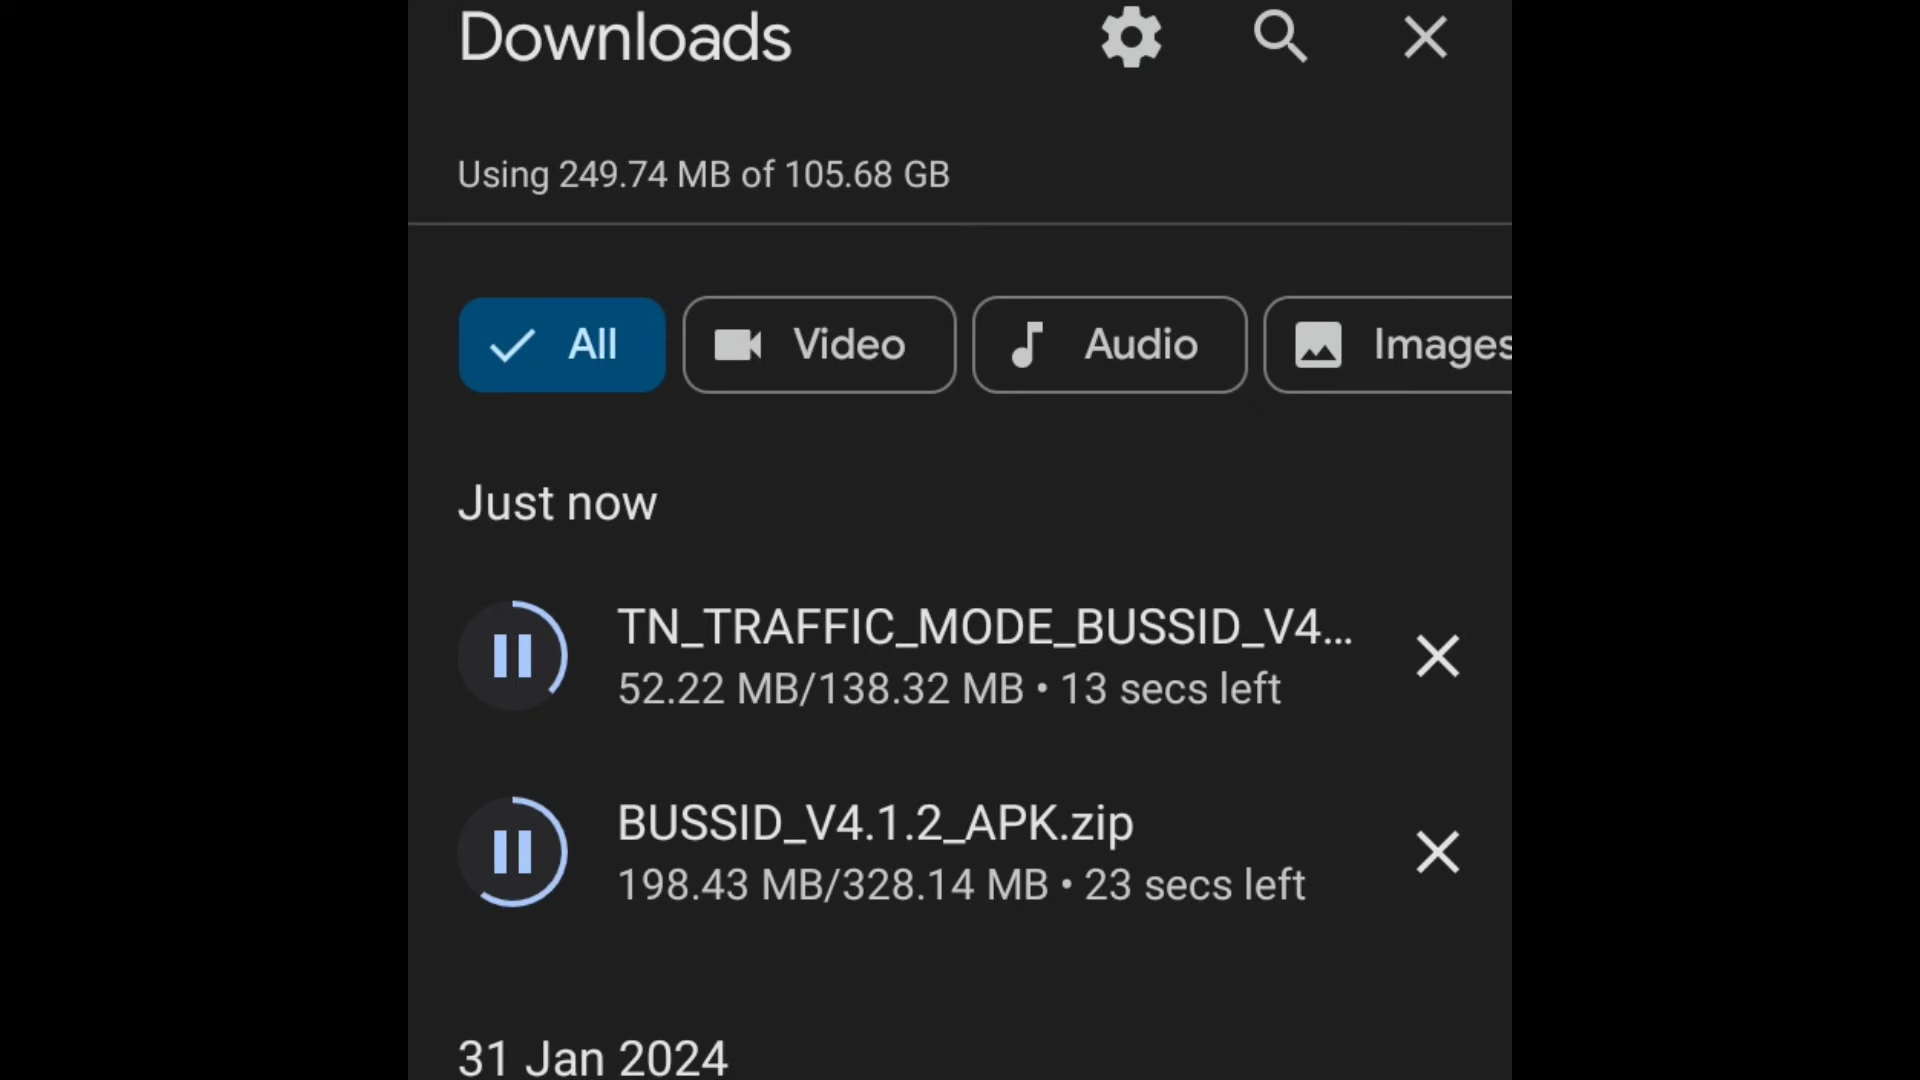 Downloads
Using 249.74 MB of 105.68 GB
All Video Audio Images
Just now
TN_TRAFFIC_MODE_BUSSID_V4...
52.22 MB/138.32 MB • 13 secs left
BUSSID_V4.1.2_APK.zip
198.43 MB/328.14 MB • 23 secs left
31 Jan 2024